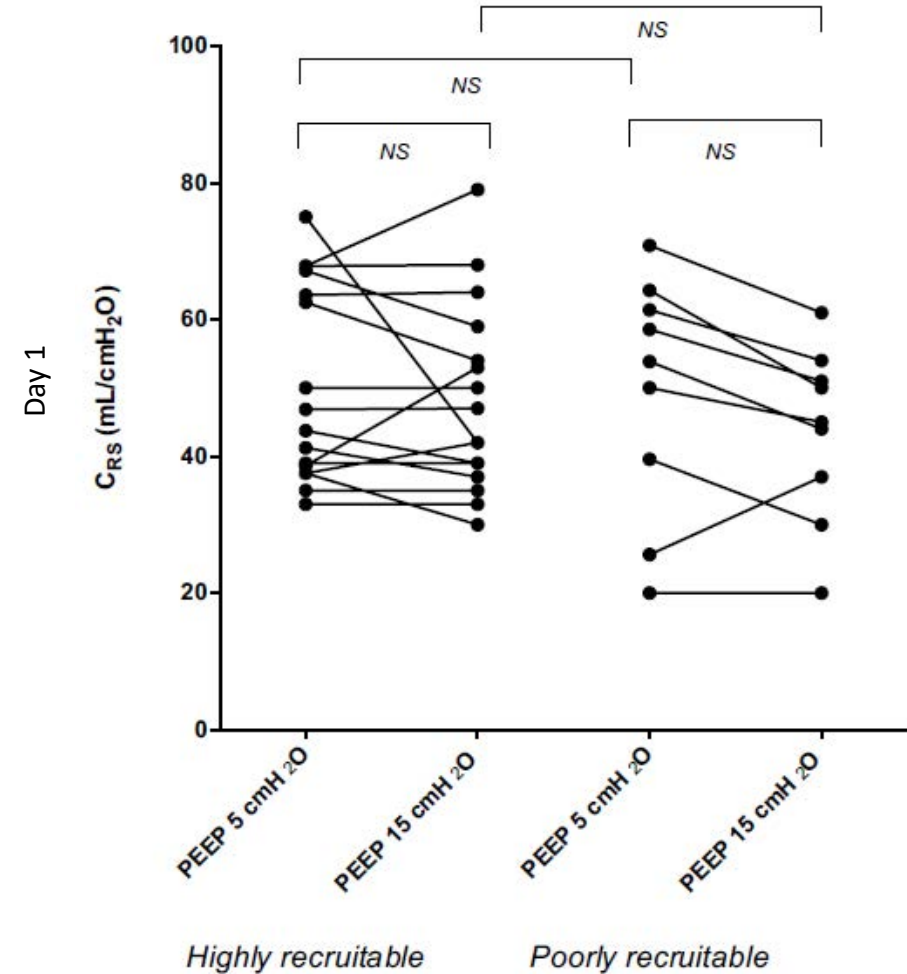 NS
100
NS
NS
NS
80
60
40
20
0
Day 1
C_RS (mL/cmH₂O)
PEEP 5 cmH ₂O
PEEP 15 cmH ₂O
PEEP 5 cmH ₂O
PEEP 15 cmH ₂O
Highly recruitable
Poorly recruitable